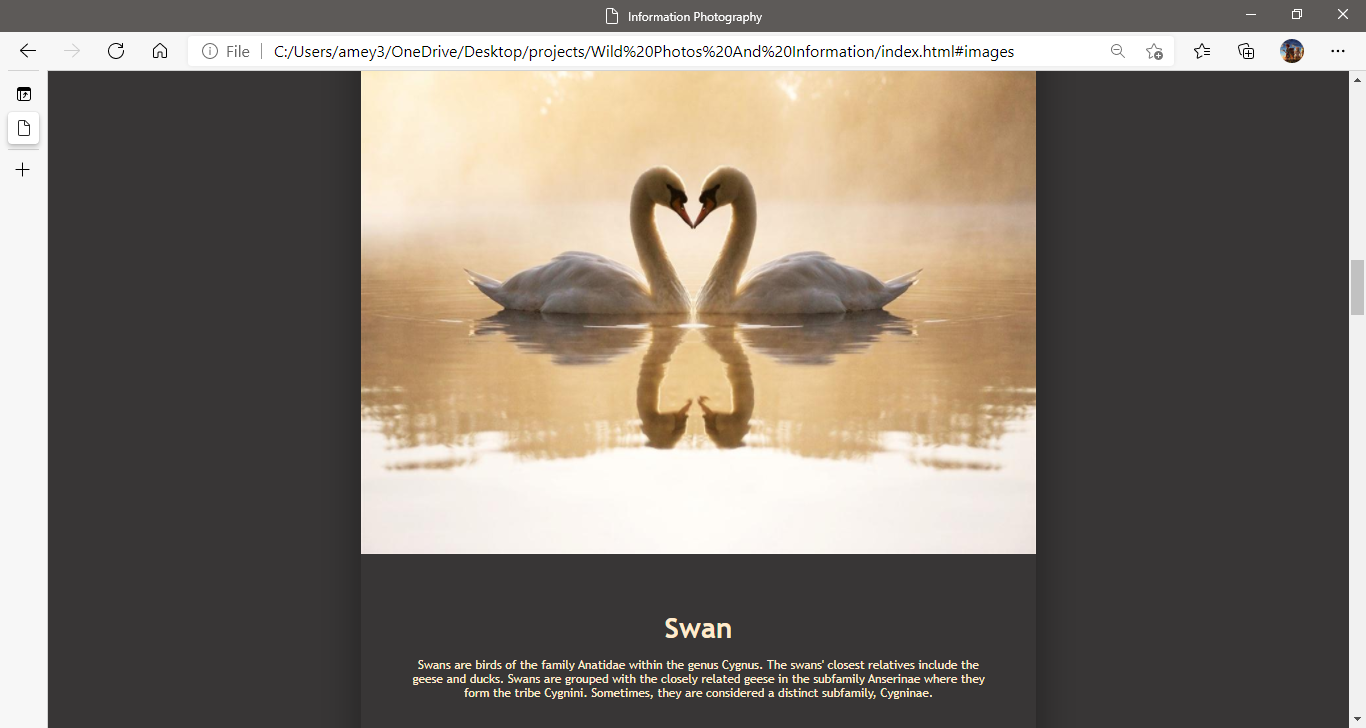 Information Photography
File
C:/Users/amey3/OneDrive/Desktop/projects/Wild%20Photos%20And%20Information/index.html#images
Swan
Swans are birds of the family Anatidae within the genus Cygnus. The swans' closest relatives include the
geese and ducks. Swans are grouped with the closely related geese in the subfamily Anserinae where they
form the tribe Cygnini. Sometimes, they are considered a distinct subfamily, Cygninae.